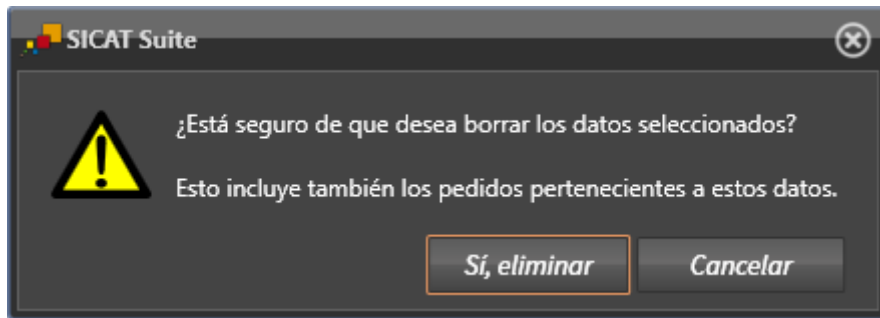 SICAT Suite
¿Está seguro de que desea borrar los datos seleccionados?
Esto incluye también los pedidos pertenecientes a estos datos.
Sí, eliminar
Cancelar